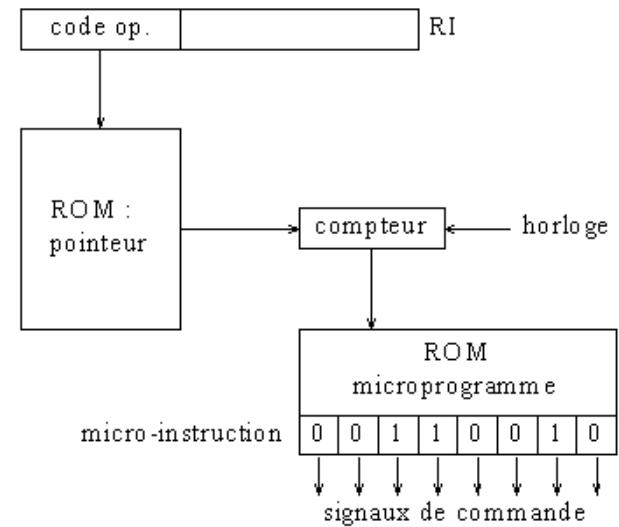 code op.
RI
ROM :
pointeur
compteur
horloge
ROM
microprogramme
micro-instruction
0 0 1 1 0 0 1 0
signaux de commande